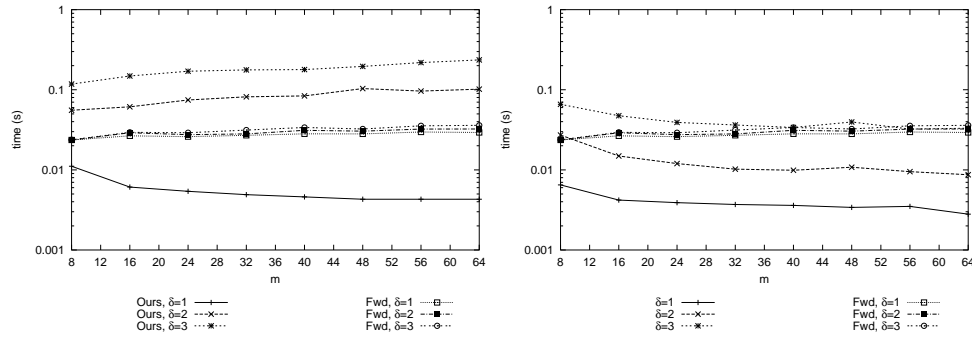 1
0.1
0.01
0.001
time (s)
8 12 16 20 24 28 32 36 40 44 48 52 56 60 64
m
Ours, δ=1
Ours, δ=2
Ours, δ=3
Fwd, δ=1
Fwd, δ=2
Fwd, δ=3
1
0.1
0.01
0.001
time (s)
8 12 16 20 24 28 32 36 40 44 48 52 56 60 64
m
δ=1
δ=2
δ=3
Fwd, δ=1
Fwd, δ=2
Fwd, δ=3